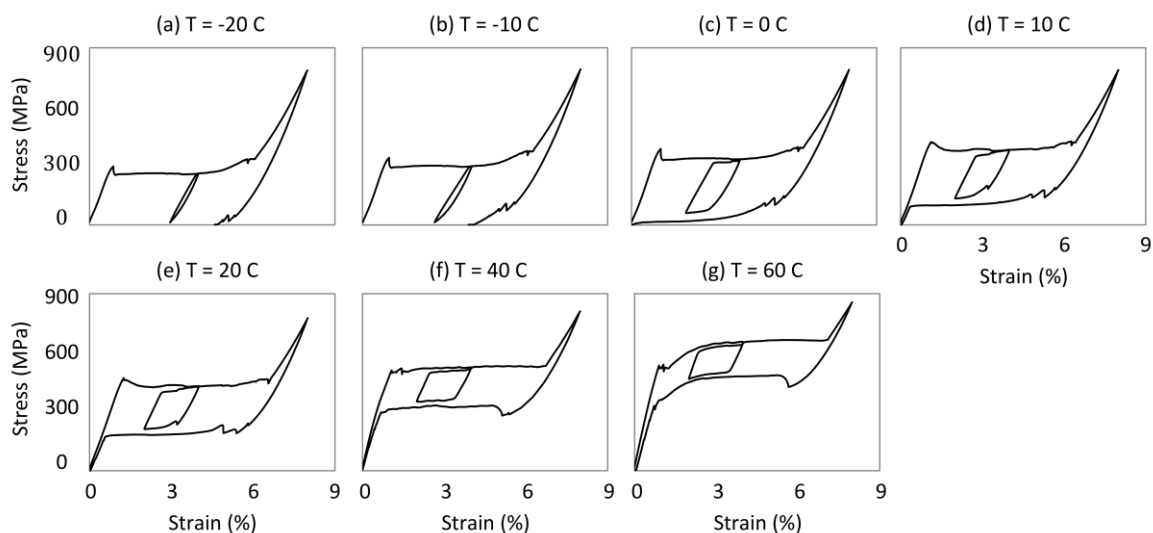 (a) T = -20 C
(b) T = -10 C
(c) T = 0 C
(d) T = 10 C
Stress (MPa)
900
600
300
0
0 3 6 9
Strain (%)
(e) T = 20 C
(f) T = 40 C
(g) T = 60 C
Stress (MPa)
900
600
300
0
0 3 6 9
0 3 6 9
0 3 6 9
Strain (%)
Strain (%)
Strain (%)